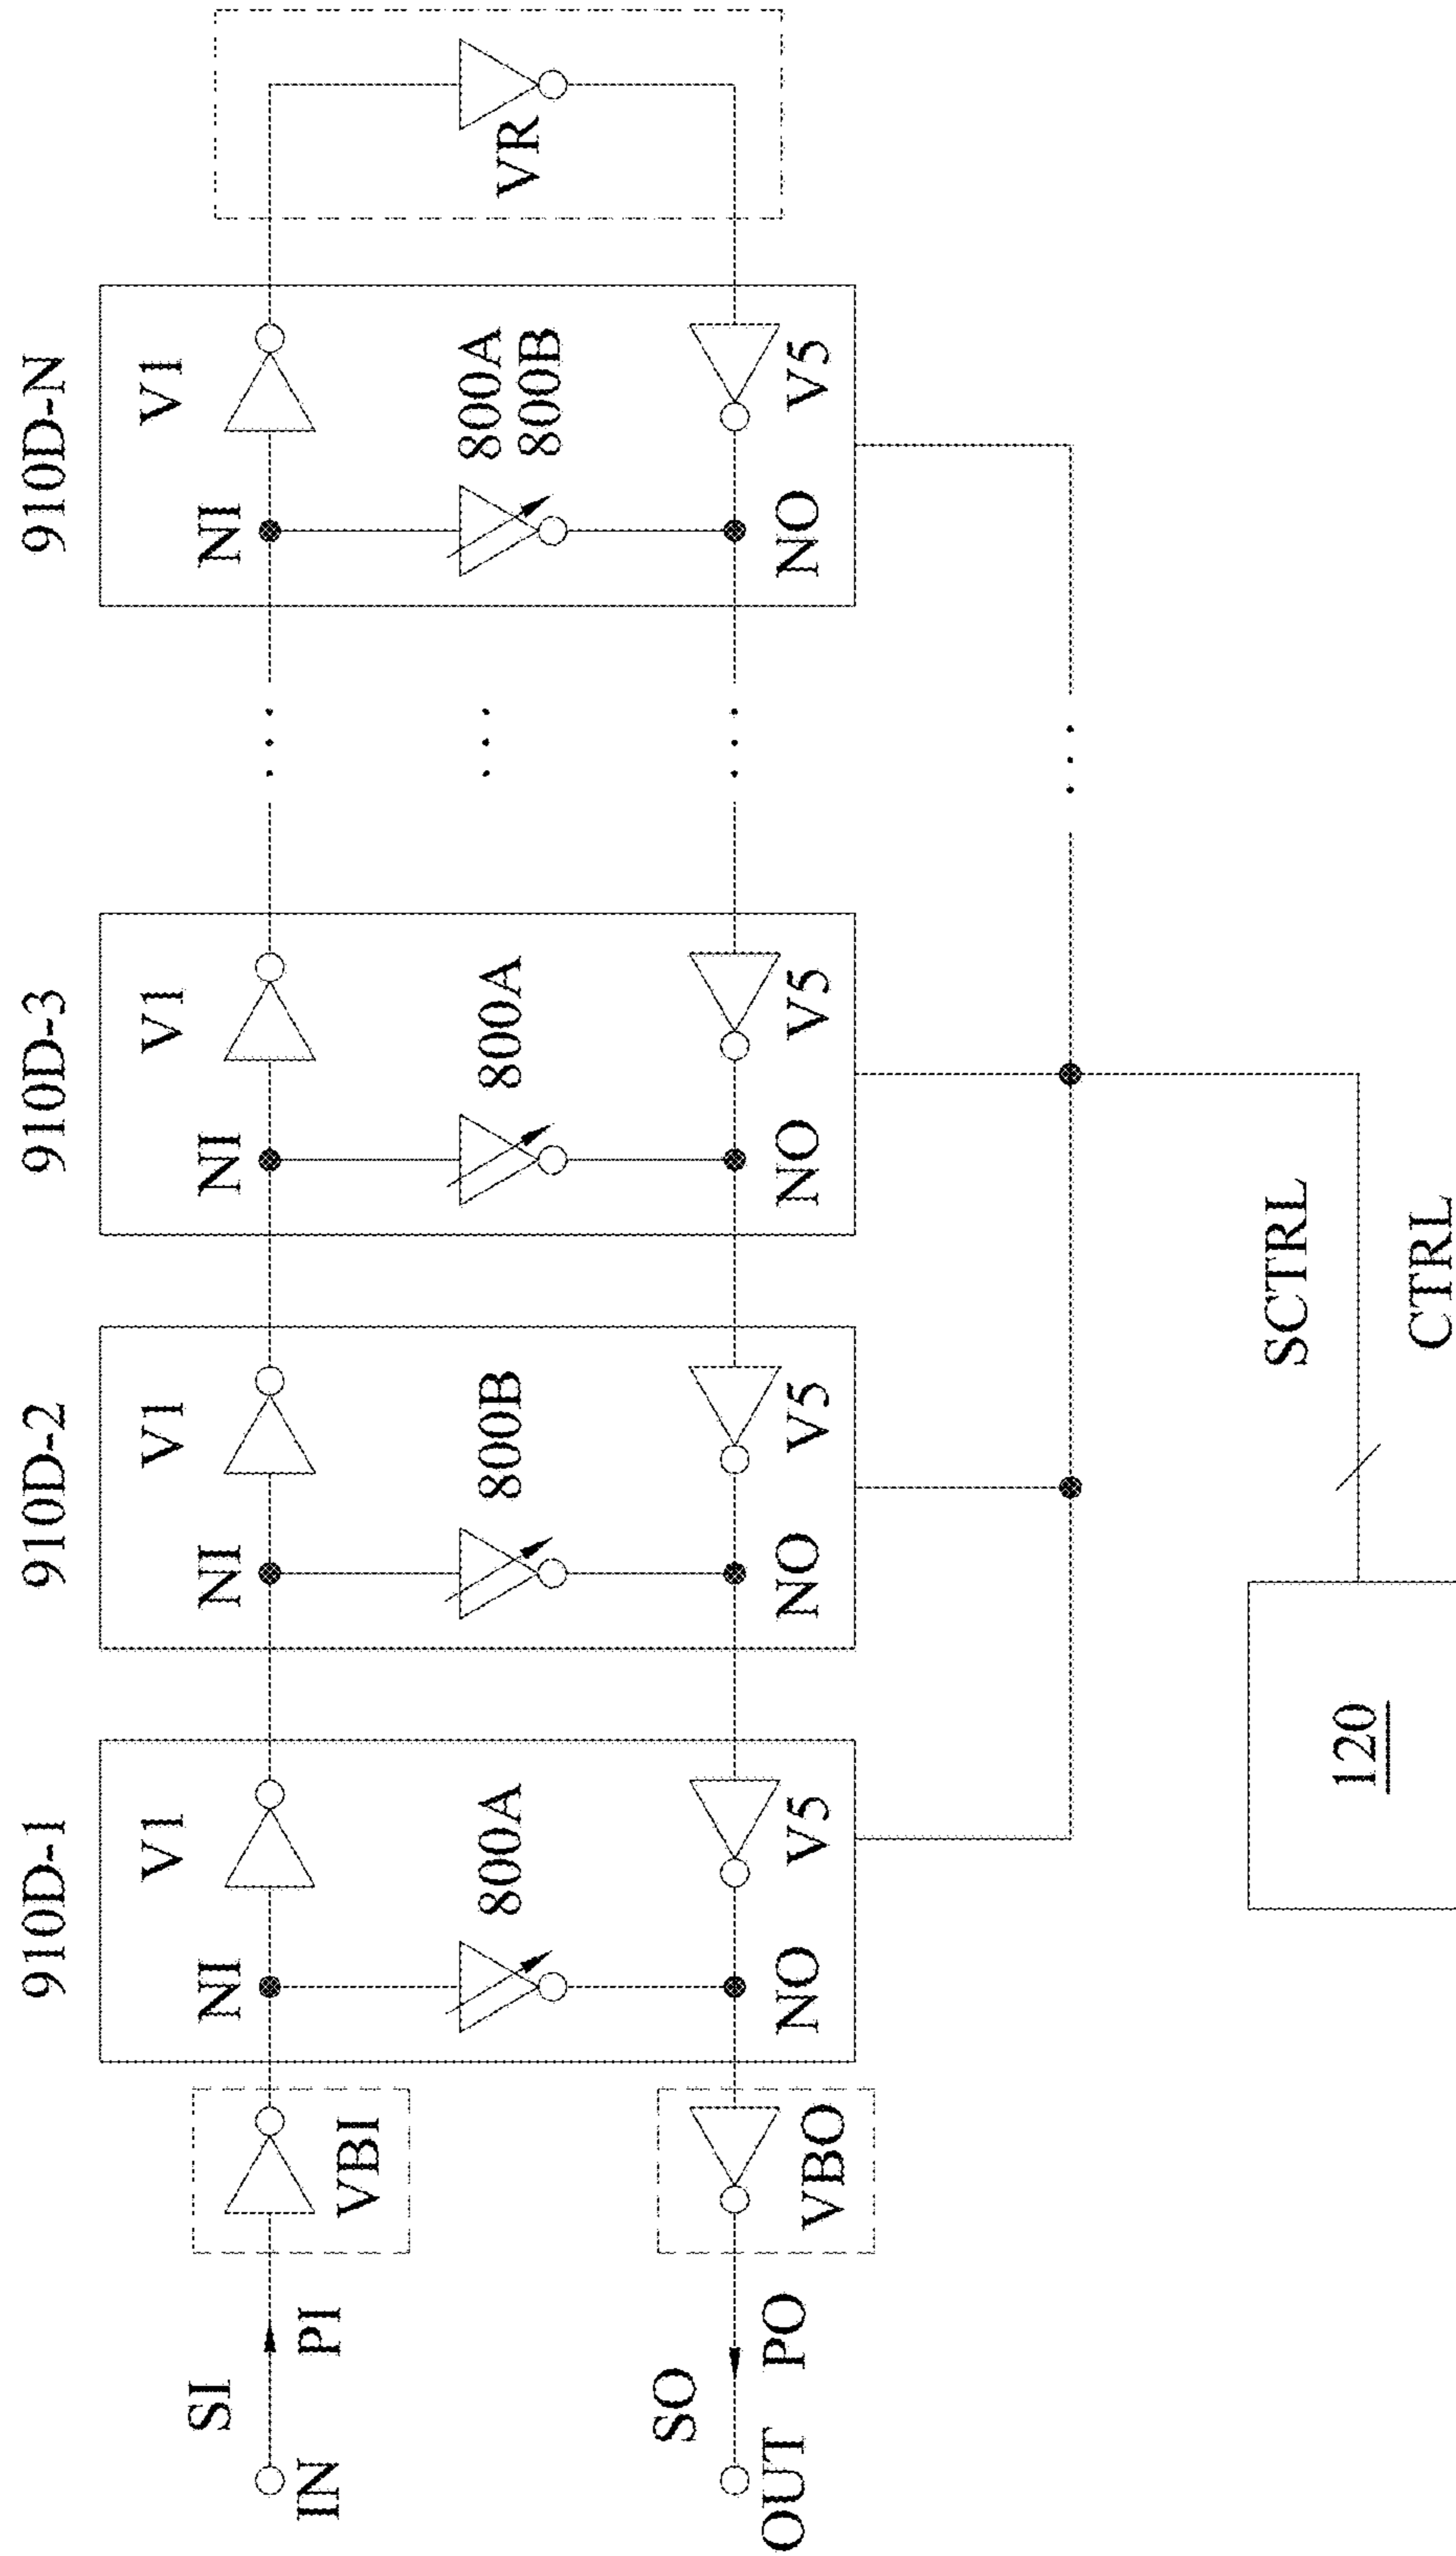 910D-1
910D-2
910D-3
910D-N
V1
V1
V1
V1
NI
NI
NI
NI
SI
IN
PI
VBI
800A
800B
800A
800A
800B
VR
SO
OUT
PO
VBO
NO
V5
NO
V5
NO
V5
NO
V5
SCTRL
CTRL
120